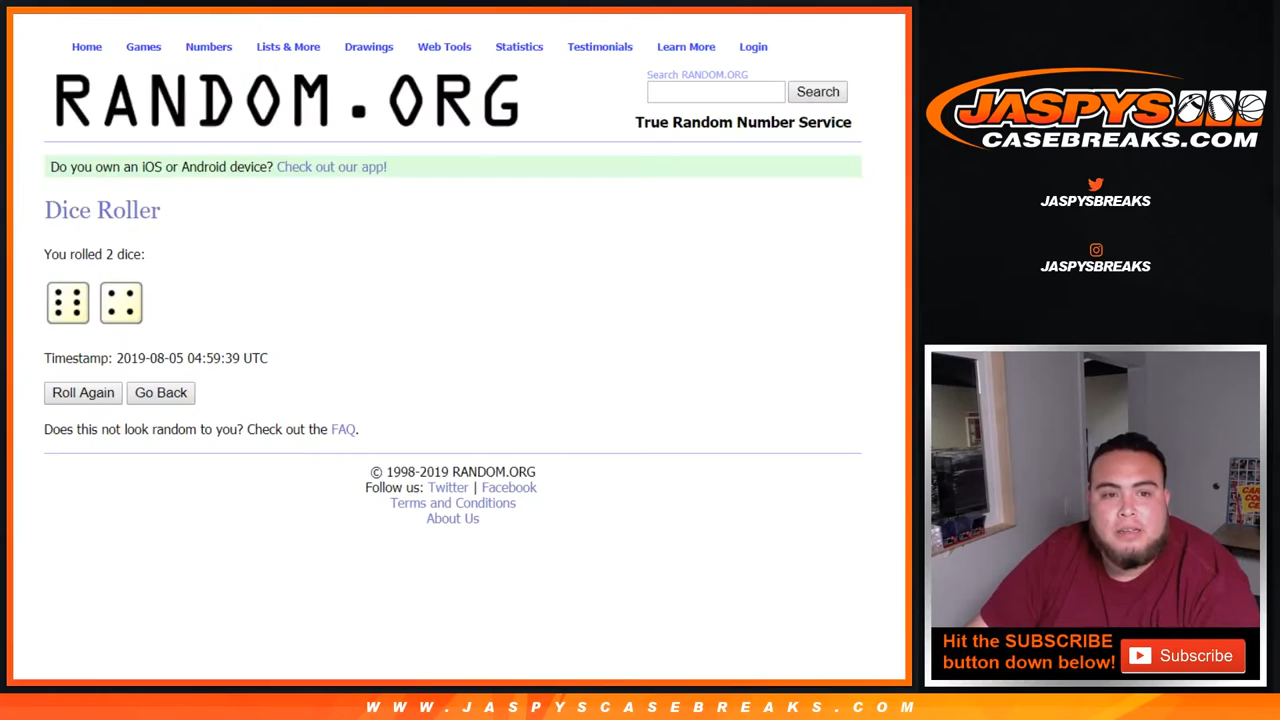 Home Games Numbers Lists & More Drawings Web Tools Statistics Testimonials Learn More Login
RANDOM.ORG
Search RANDOM.ORG
Search
True Random Number Service
Do you own an iOS or Android device? Check out our app!
Dice Roller
You rolled 2 dice:
Timestamp: 2019-08-05 04:59:39 UTC
Roll Again Go Back
Does this not look random to you? Check out the FAQ.
© 1998-2019 RANDOM.ORG
Follow us: Twitter | Facebook
Terms and Conditions
About Us
JASPYS
CASEBREAKS.COM
JASPYSBREAKS
JASPYSBREAKS
Hit the SUBSCRIBE
button down below!
Subscribe
WWW.JASPYSCASEBREAKS.COM